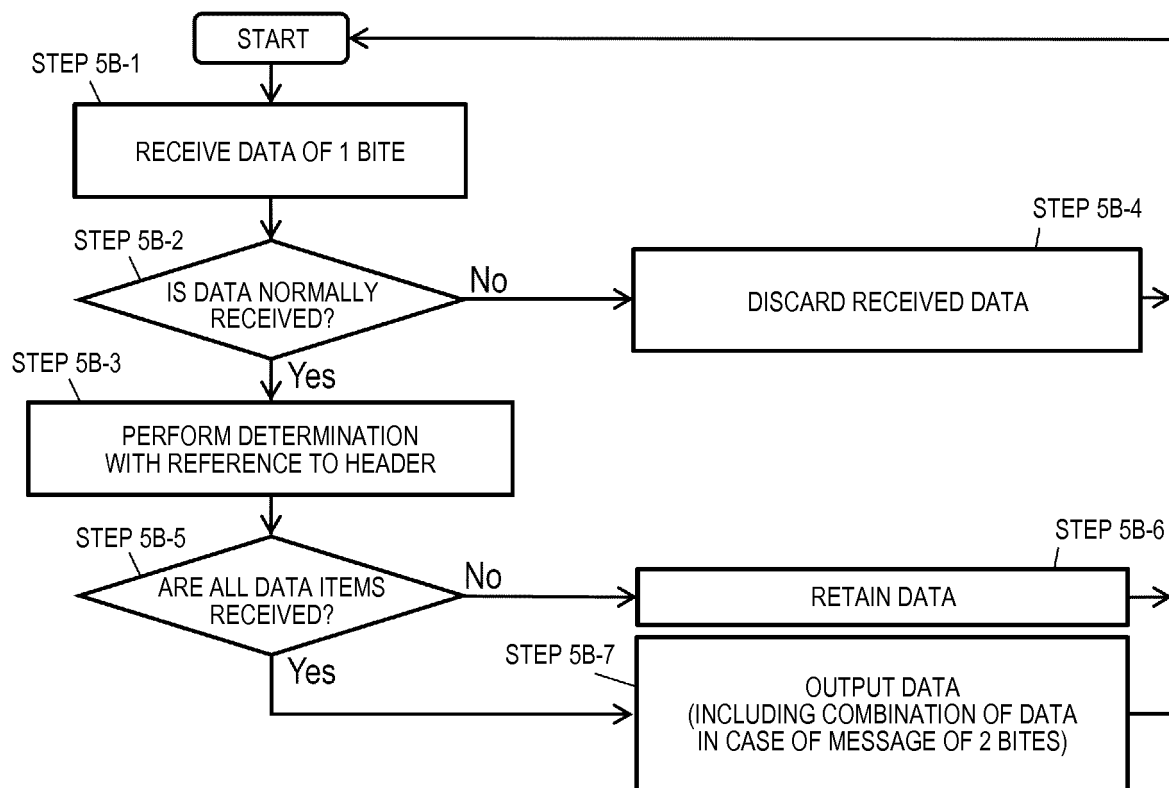 START
STEP 5B-1
RECEIVE DATA OF 1 BITE
STEP 5B-2
IS DATA NORMALLY
RECEIVED?
No
STEP 5B-4
DISCARD RECEIVED DATA
Yes
STEP 5B-3
PERFORM DETERMINATION
WITH REFERENCE TO HEADER
STEP 5B-5
ARE ALL DATA ITEMS
RECEIVED?
No
STEP 5B-6
RETAIN DATA
Yes
STEP 5B-7
OUTPUT DATA
(INCLUDING COMBINATION OF DATA
IN CASE OF MESSAGE OF 2 BITES)